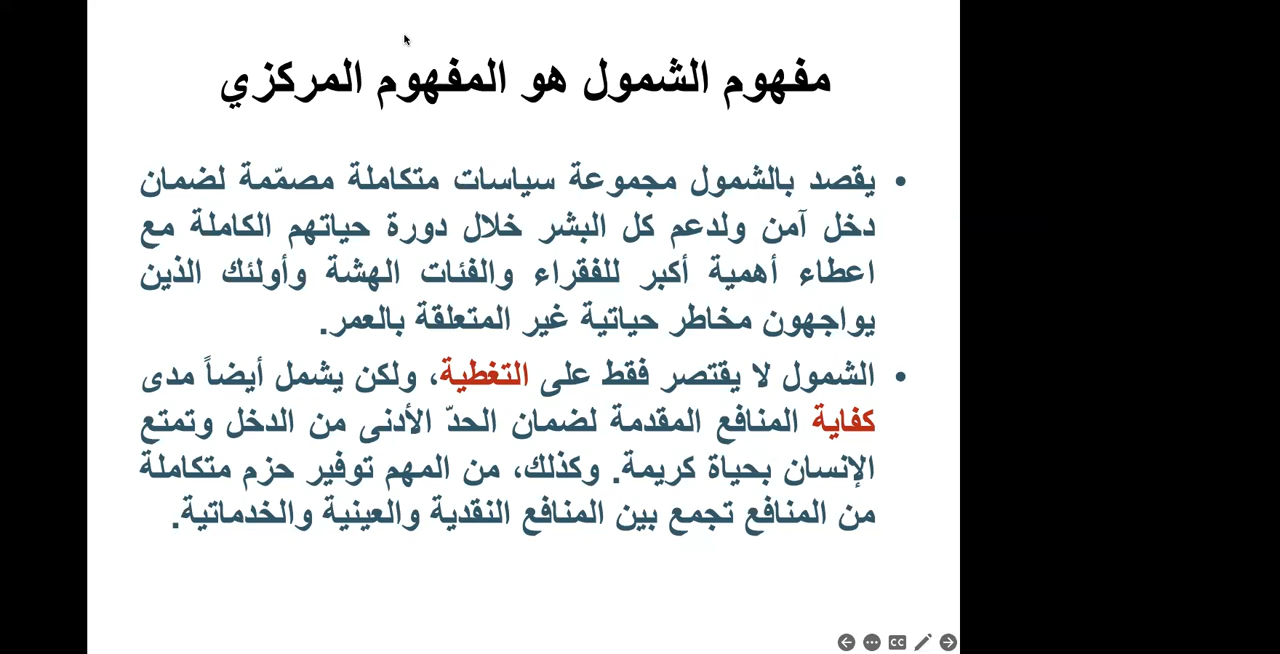 مفهوم الشمول هو المفهوم المركزي
• يقصد بالشمول مجموعة سياسات متكاملة مصمّمة لضمان
دخل آمن ولدعم كل البشر خلال دورة حياتهم الكاملة مع
اعطاء أهمية أكبر للفقراء والفئات الهشة وأولئك الذين
يواجهون مخاطر حياتية غير المتعلقة بالعمر.
• الشمول لا يقتصر فقط على التغطية، ولكن يشمل أيضاً مدى
كفاية المنافع المقدمة لضمان الحدّ الأدنى من الدخل وتمتع
الإنسان بحياة كريمة. وكذلك، من المهم توفير حزم متكاملة
من المنافع تجمع بين المنافع النقدية والعينية والخدماتية.
CC